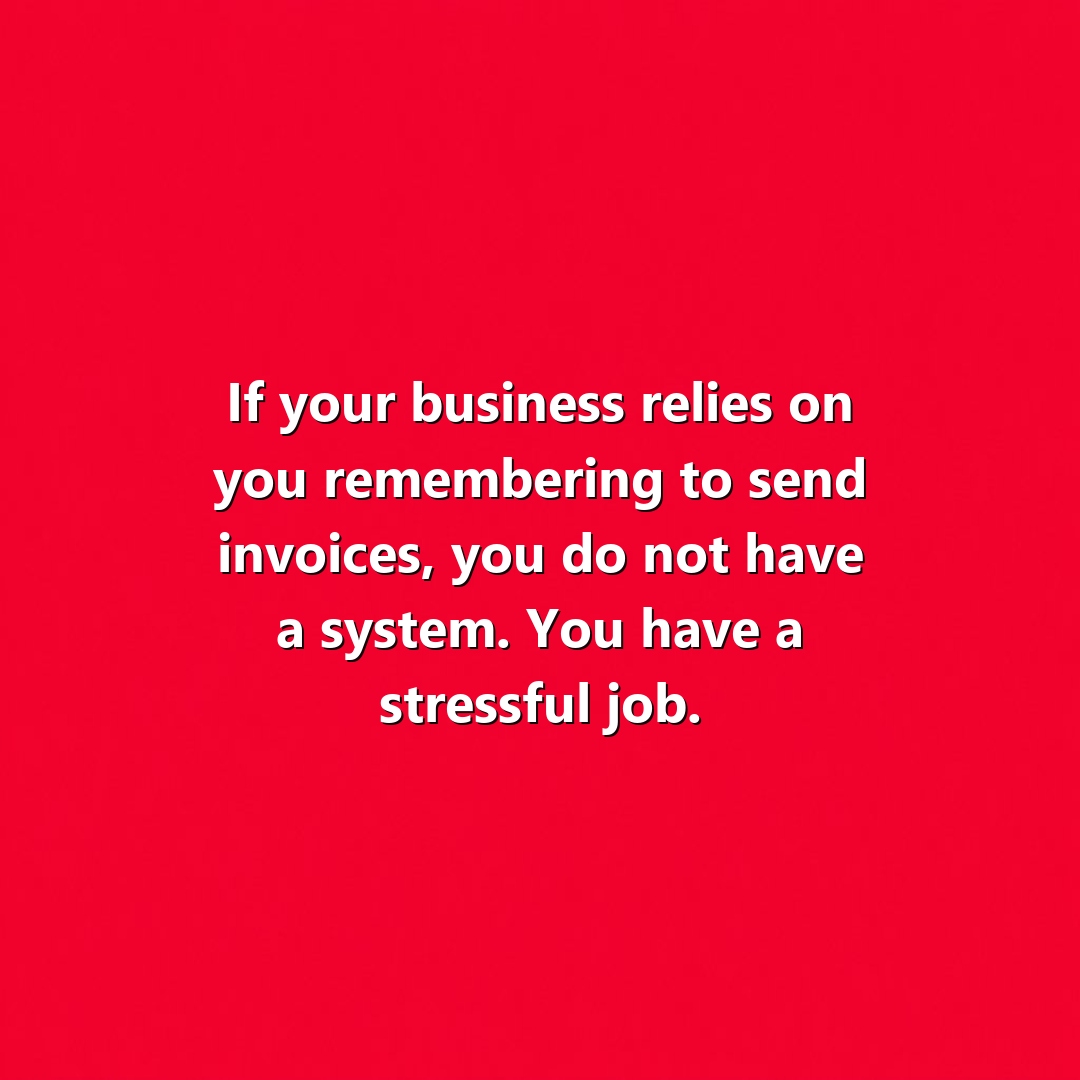 If your business relies on
you remembering to send
invoices, you do not have
a system. You have a
stressful job.